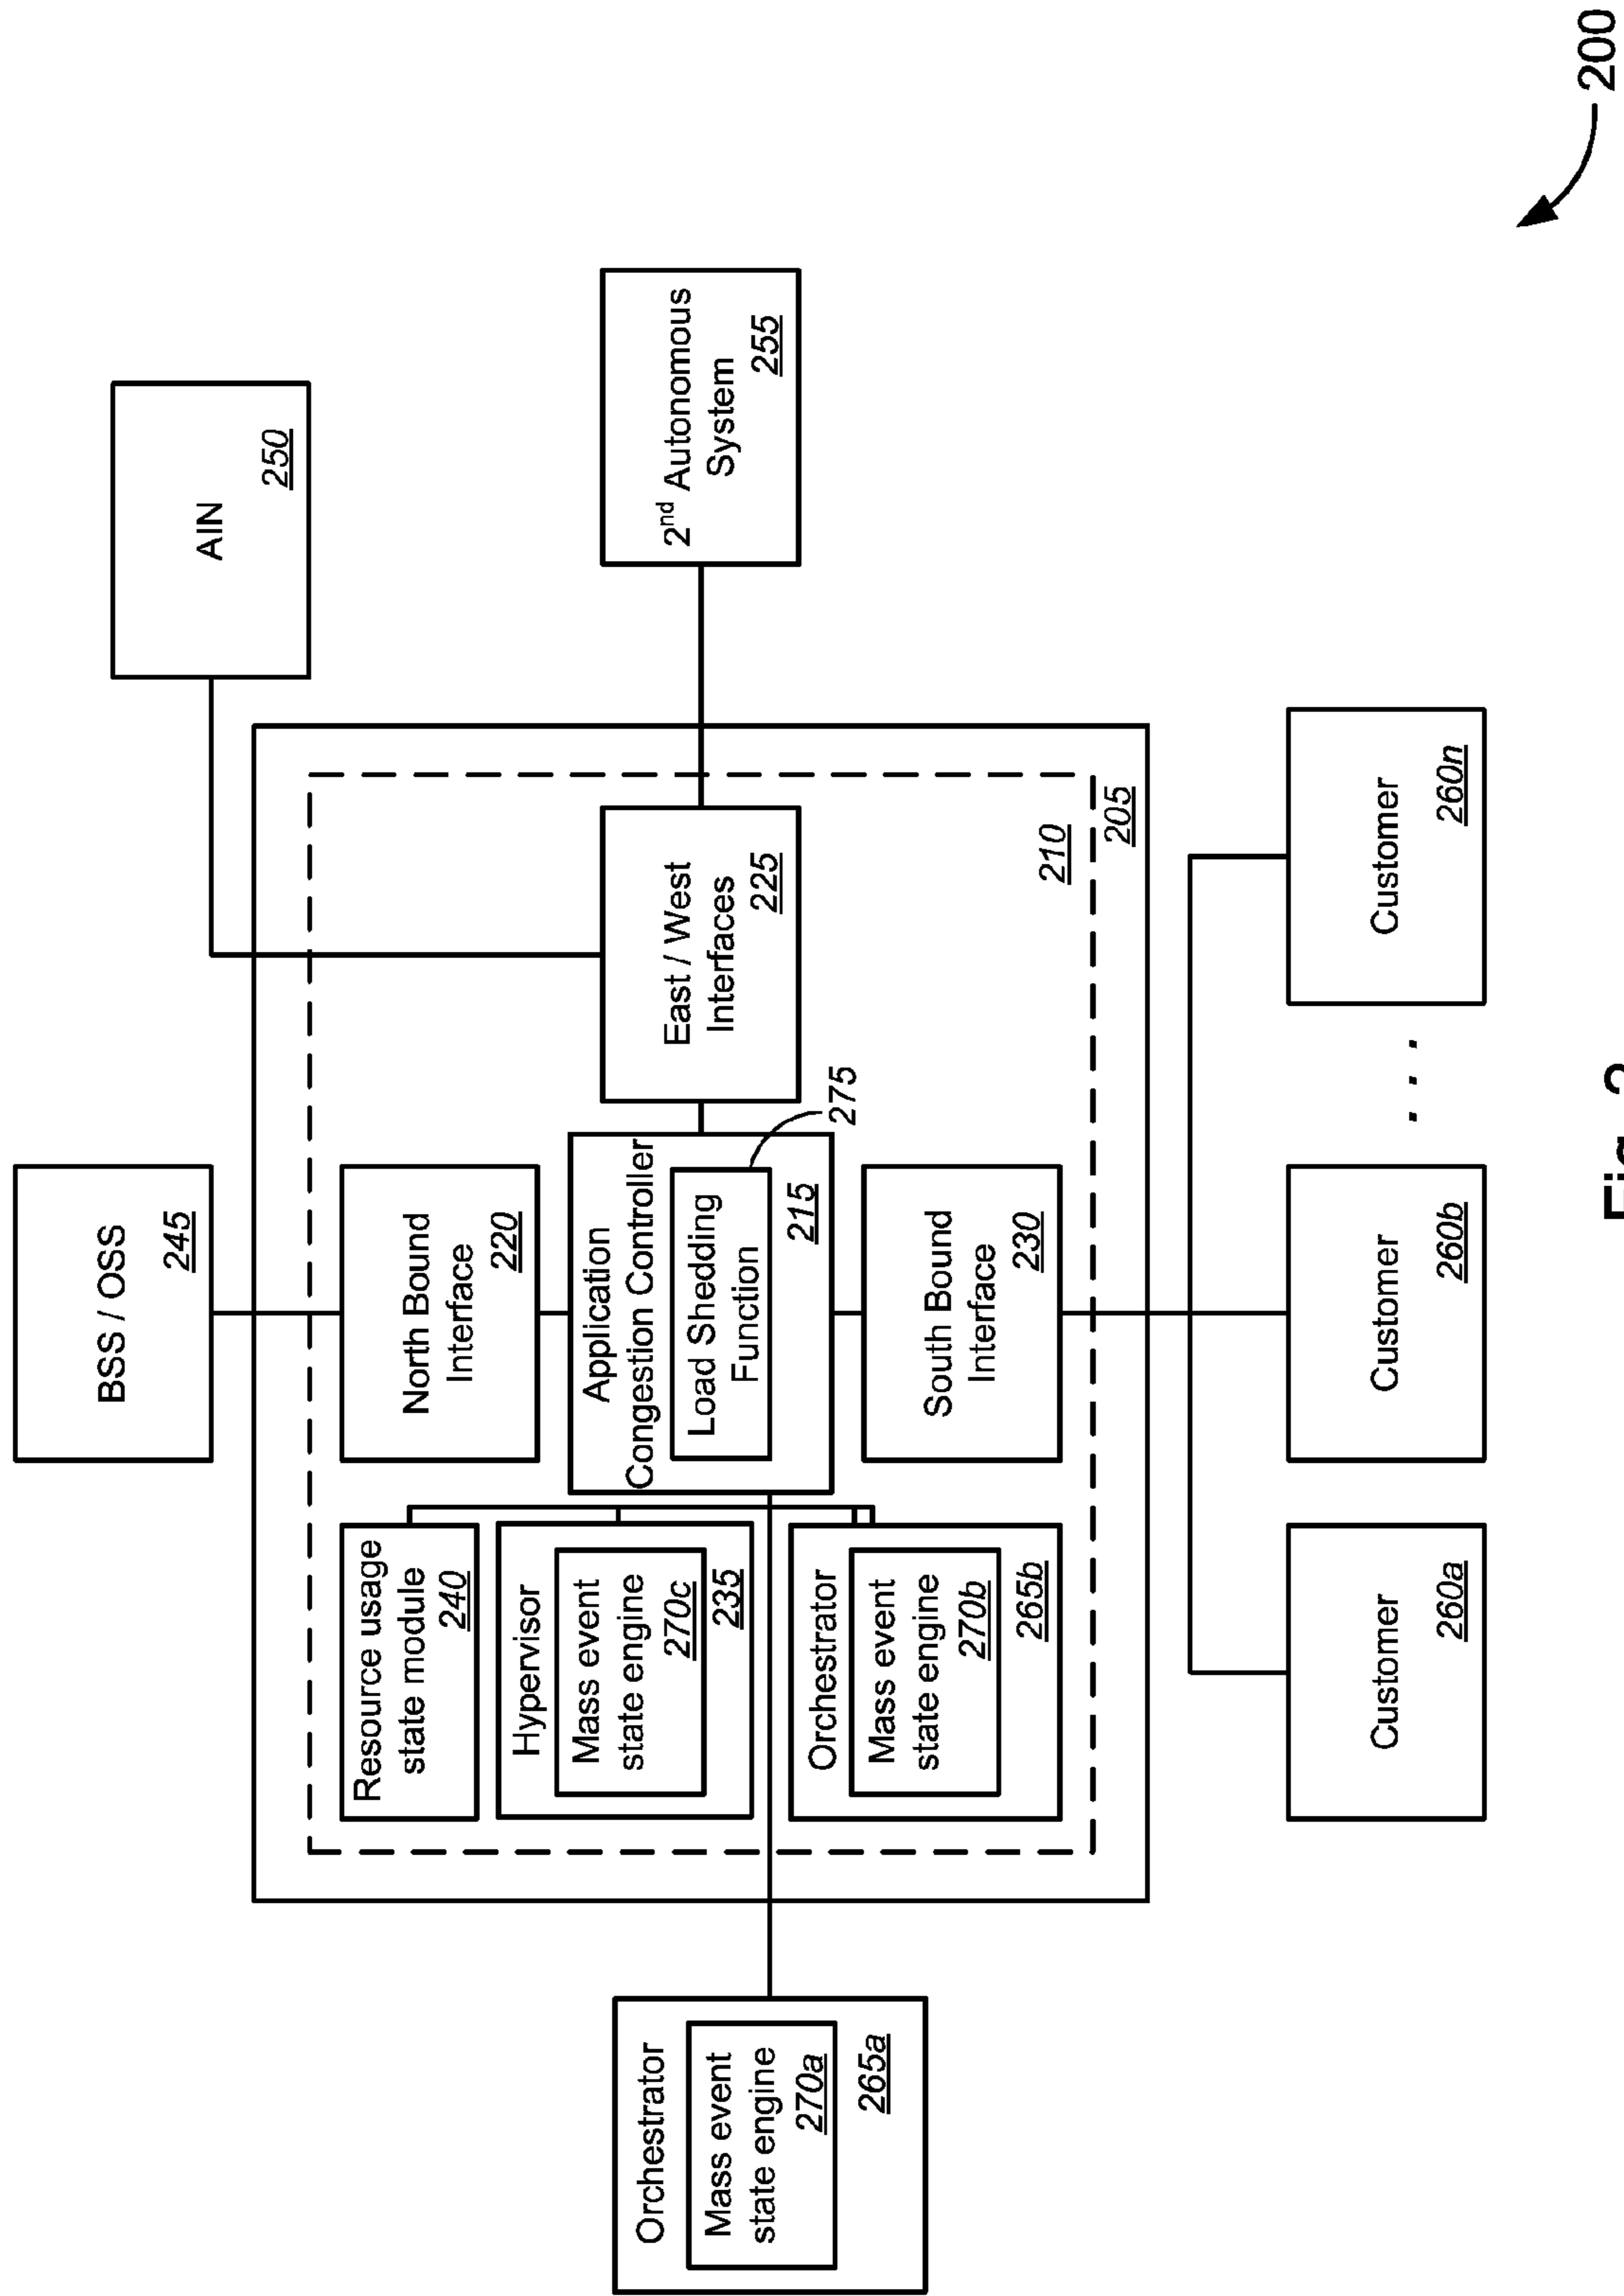 BSS / OSS
245
AIN
250
Resource usage
state module
240
North Bound
Interface
220
Hypervisor
Mass event
state engine
270c
235
Orchestrator
Mass event
state engine
270a
265a
Application
Congestion Controller
Load Shedding
Function
215
275
East / West
Interfaces
225
2nd Autonomous
System
255
Orchestrator
Mass event
state engine
270b
265b
South Bound
Interface
230
210
205
Customer
260a
Customer
260b
. . .
Customer
260n
200
Fig. 2